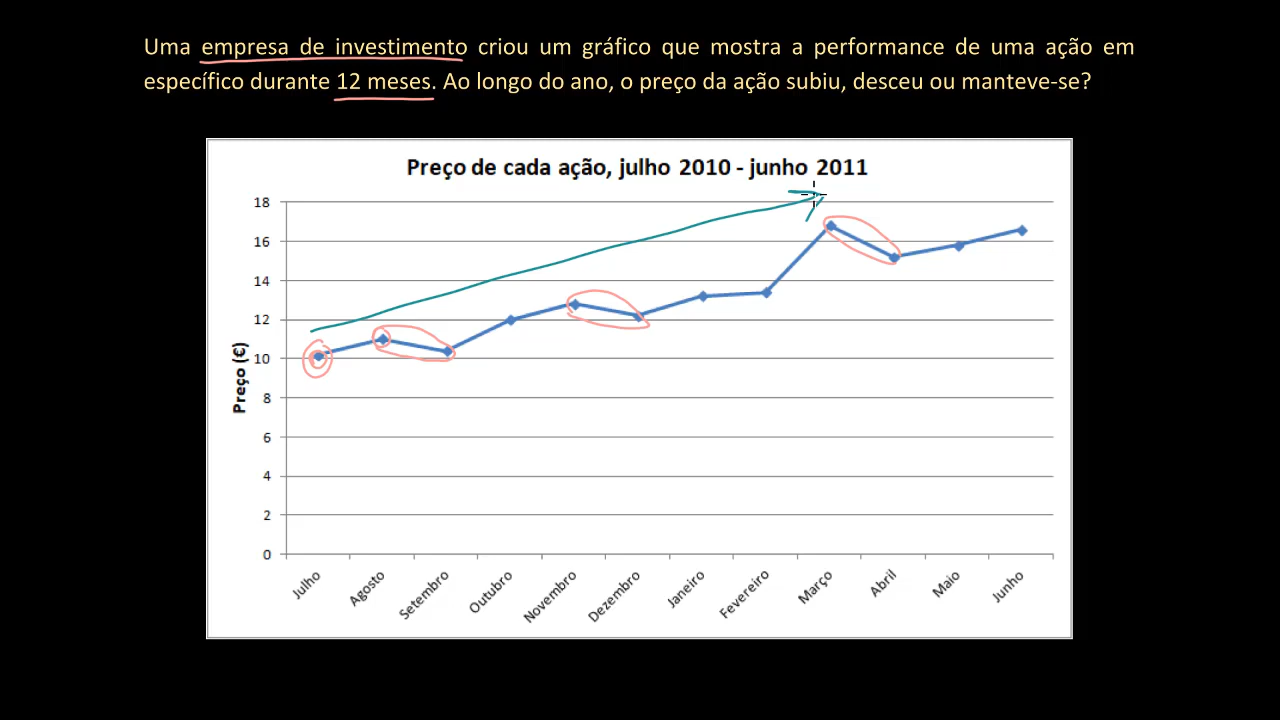 Uma empresa de investimento criou um gráfico que mostra a performance de uma ação em
específico durante 12 meses. Ao longo do ano, o preço da ação subiu, desceu ou manteve-se?
Preço de cada ação, julho 2010 - junho 2011
Preço (€)
18
16
14
12
10
8
6
4
2
0
Julho
Agosto
Setembro
Outubro
Novembro
Dezembro
Janeiro
Fevereiro
Março
Abril
Maio
Junho